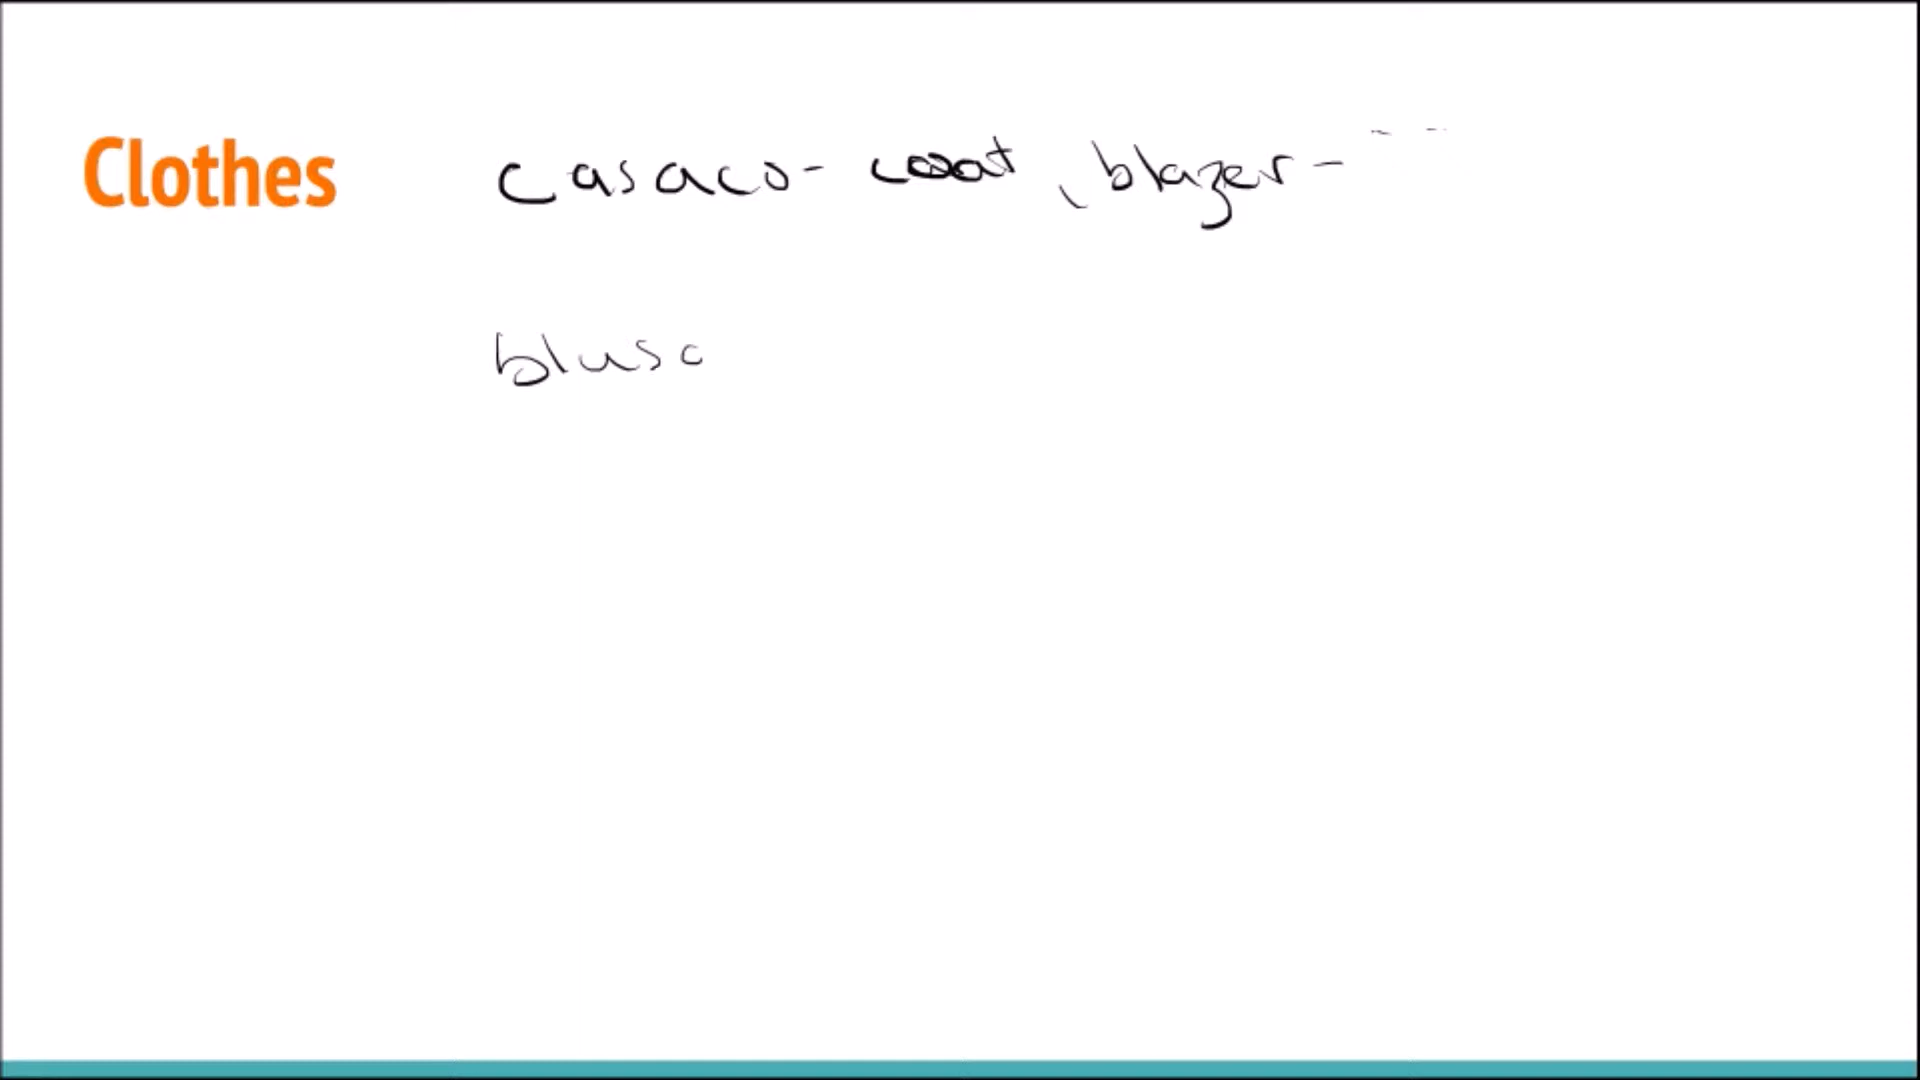 Clothes
casaco - coat, blazer - " "
blusa